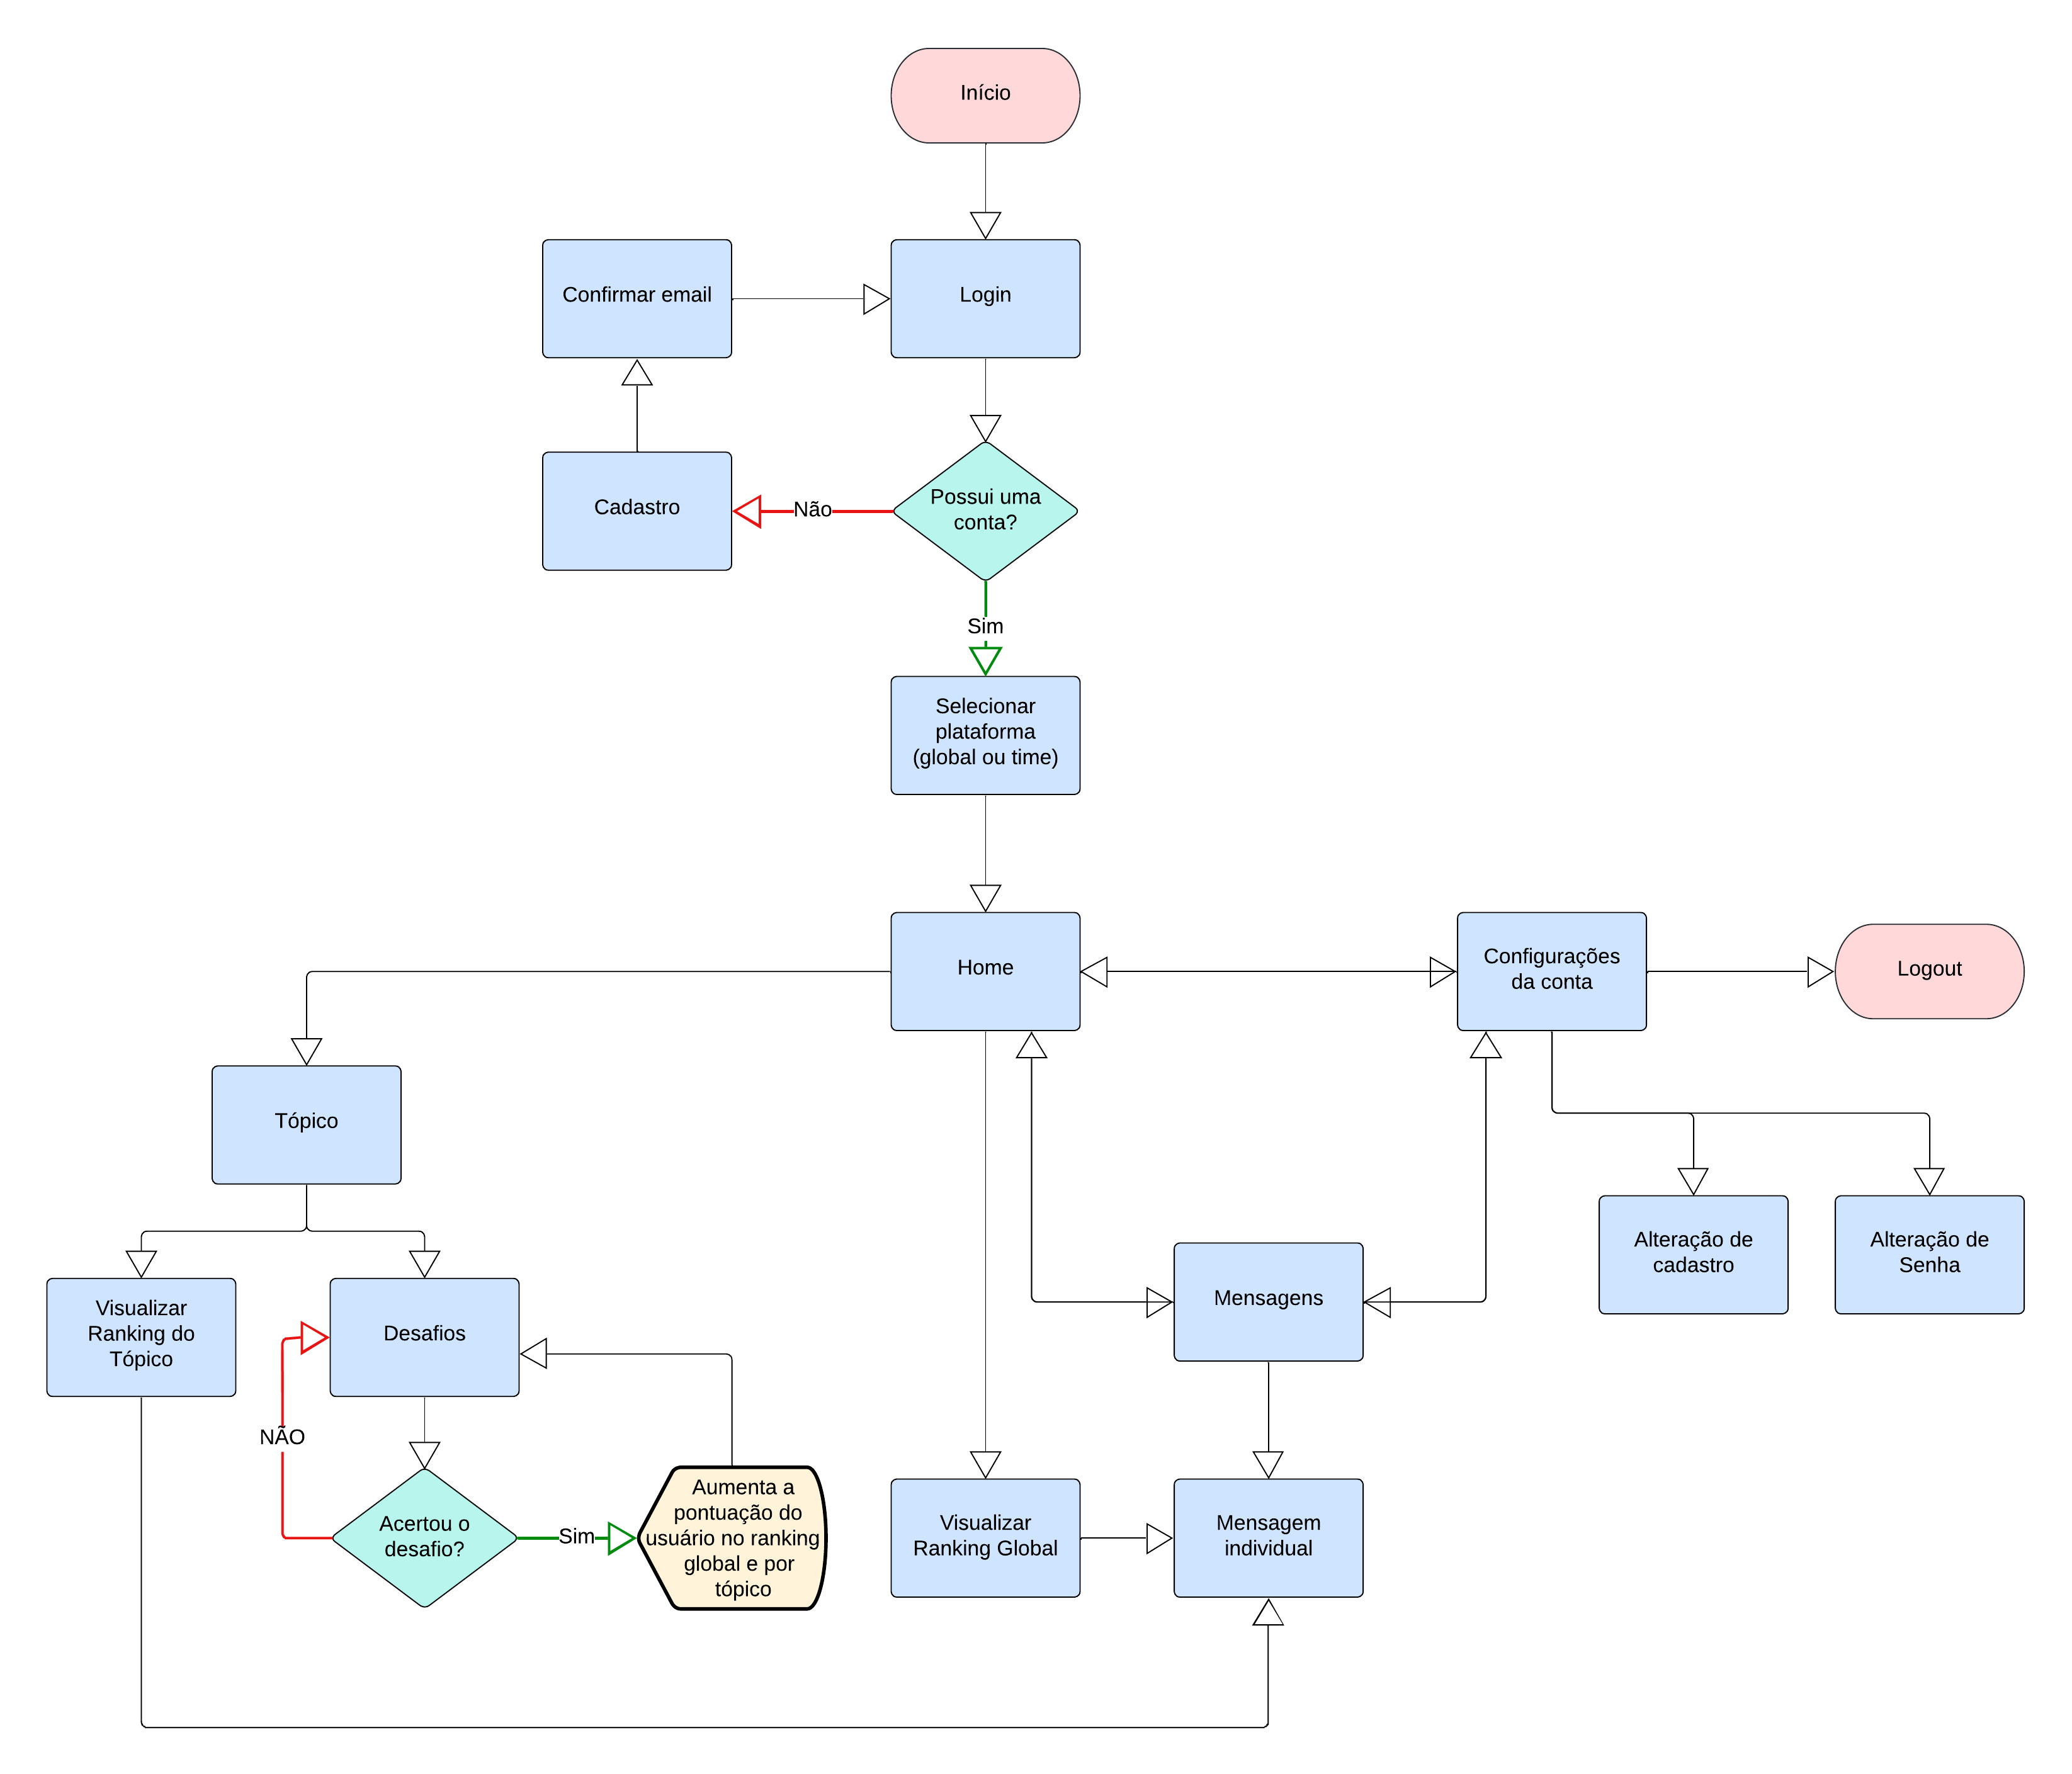 Início
Confirmar email
Login
Cadastro
Não
Possui uma
conta?
Sim
Selecionar
plataforma
(global ou time)
Home
Configurações
da conta
Logout
Tópico
Alteração de
cadastro
Alteração de
Senha
Mensagens
Visualizar
Ranking do
Tópico
Desafios
NÃO
Acertou o
desafio?
Sim
Aumenta a
pontuação do
usuário no ranking
global e por
tópico
Visualizar
Ranking Global
Mensagem
individual